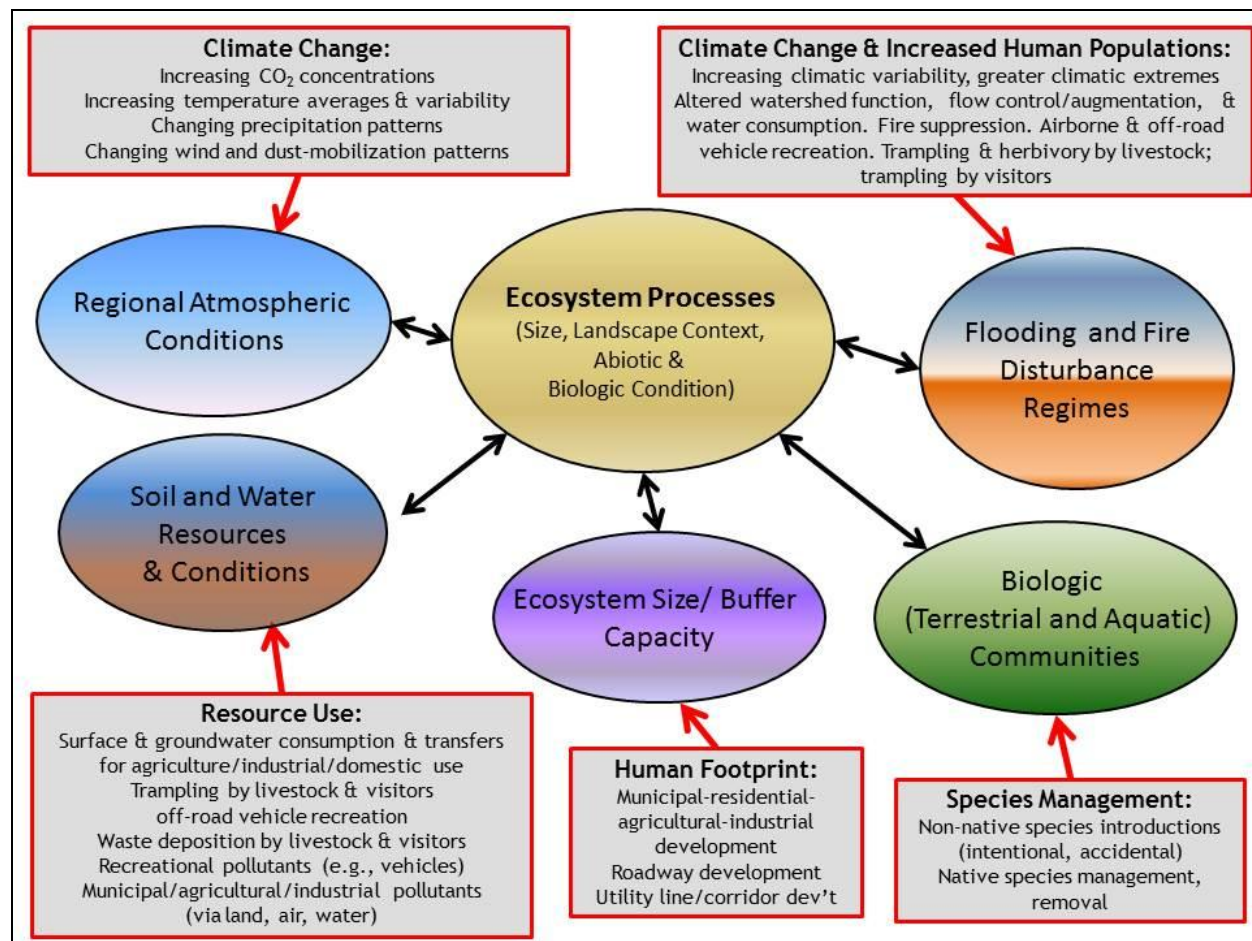 Climate Change:
Increasing CO₂ concentrations
Increasing temperature averages & variability
Changing precipitation patterns
Changing wind and dust-mobilization patterns
Climate Change & Increased Human Populations:
Increasing climatic variability, greater climatic extremes
Altered watershed function, flow control/augmentation, &
water consumption. Fire suppression. Airborne & off-road
vehicle recreation. Trampling & herbivory by livestock;
trampling by visitors
Regional Atmospheric
Conditions
Ecosystem Processes
(Size, Landscape Context,
Abiotic &
Biologic Condition)
Flooding and Fire
Disturbance
Regimes
Soil and Water
Resources
& Conditions
Ecosystem Size/ Buffer
Capacity
Biologic
(Terrestrial and Aquatic)
Communities
Resource Use:
Surface & groundwater consumption & transfers
for agriculture/industrial/domestic use
Trampling by livestock & visitors
off-road vehicle recreation
Waste deposition by livestock & visitors
Recreational pollutants (e.g., vehicles)
Municipal/agricultural/industrial pollutants
(via land, air, water)
Human Footprint:
Municipal-residential-
agricultural-industrial
development
Roadway development
Utility line/corridor dev't
Species Management:
Non-native species introductions
(intentional, accidental)
Native species management,
removal